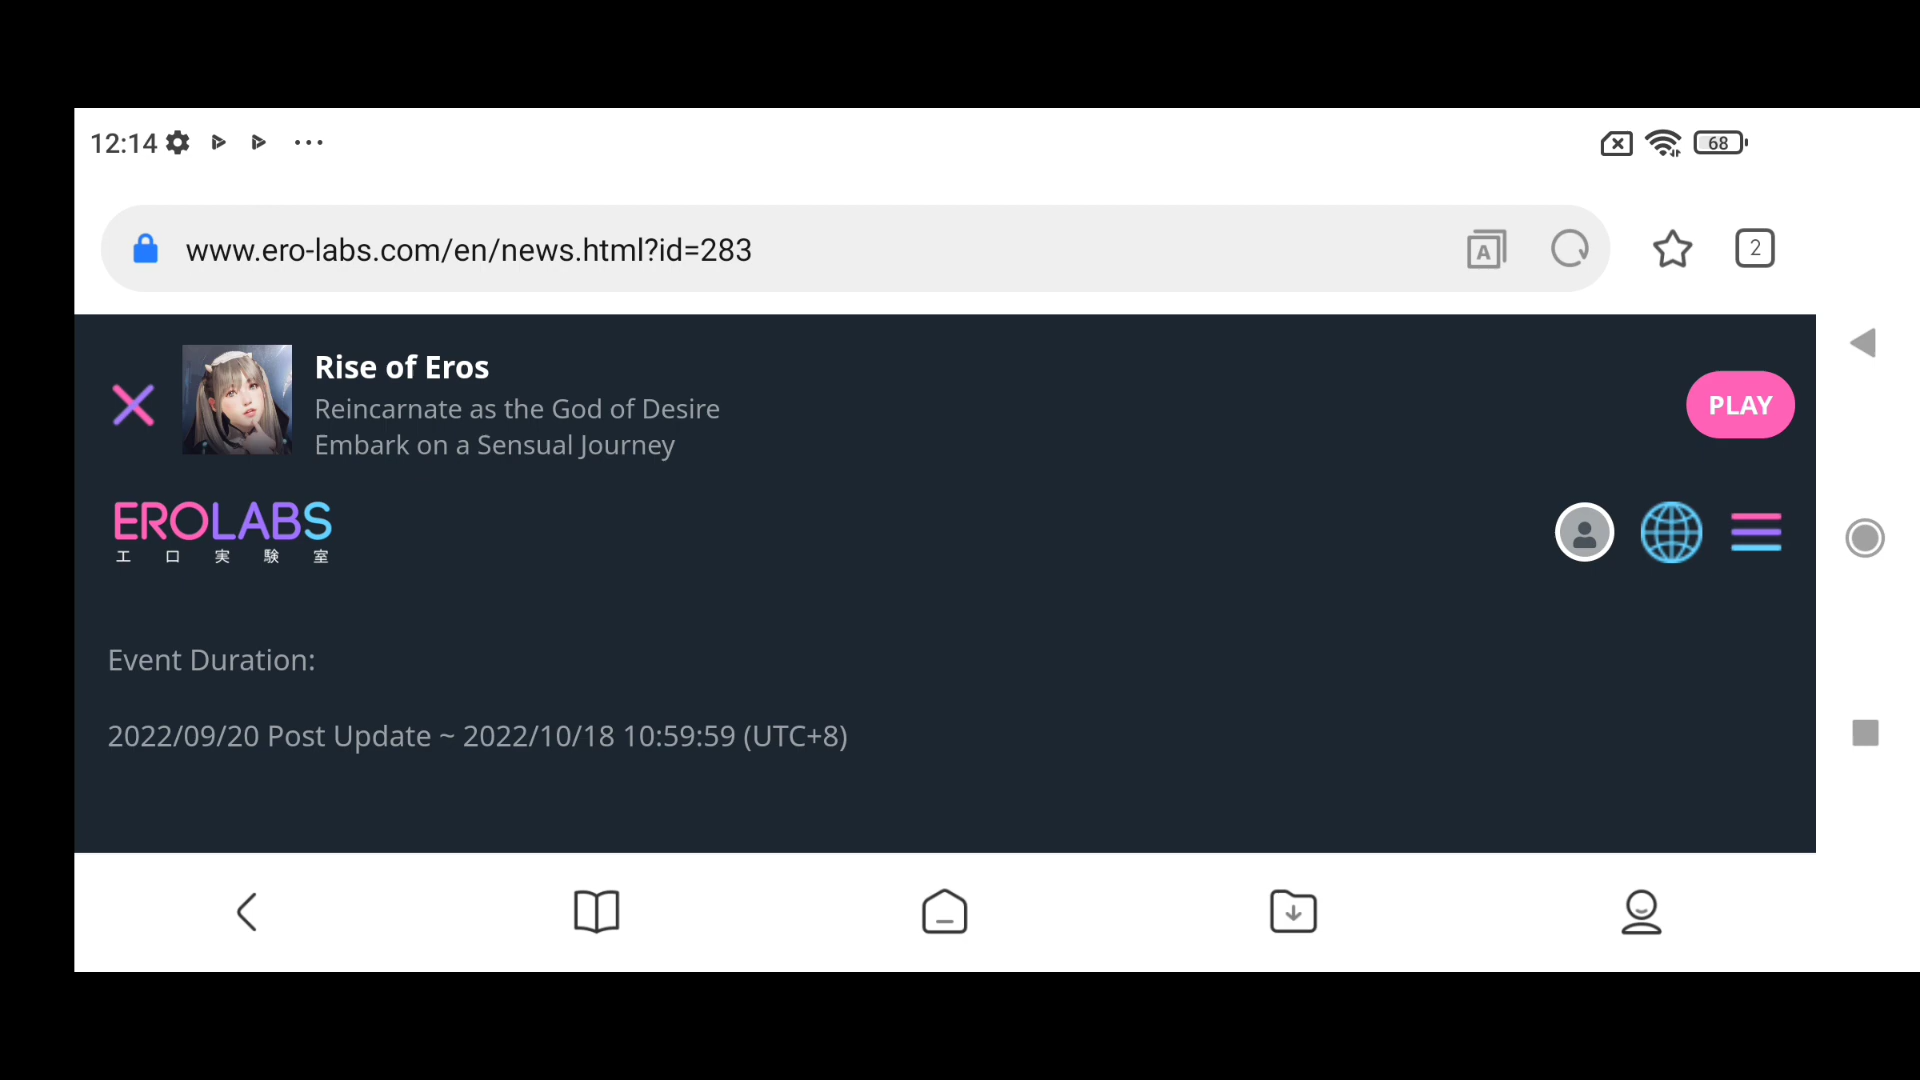 12:14
68
www.ero-labs.com/en/news.html?id=283
A
2
Rise of Eros
Reincarnate as the God of Desire
Embark on a Sensual Journey
PLAY
EROLABS
エロ実験室
Event Duration:
2022/09/20 Post Update ~ 2022/10/18 10:59:59 (UTC+8)